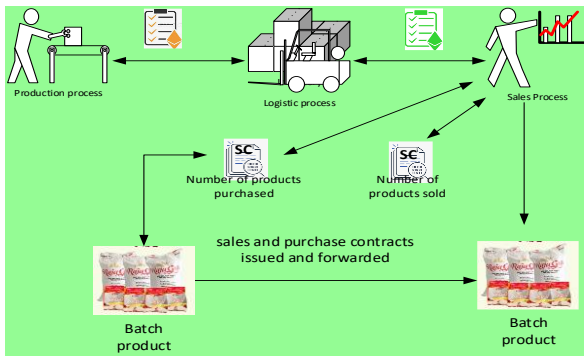 Production process
Logistic process
Sales Process
SC
SC
Number of products
purchased
Number of
products sold
sales and purchase contracts
issued and forwarded
Batch
product
Batch
product